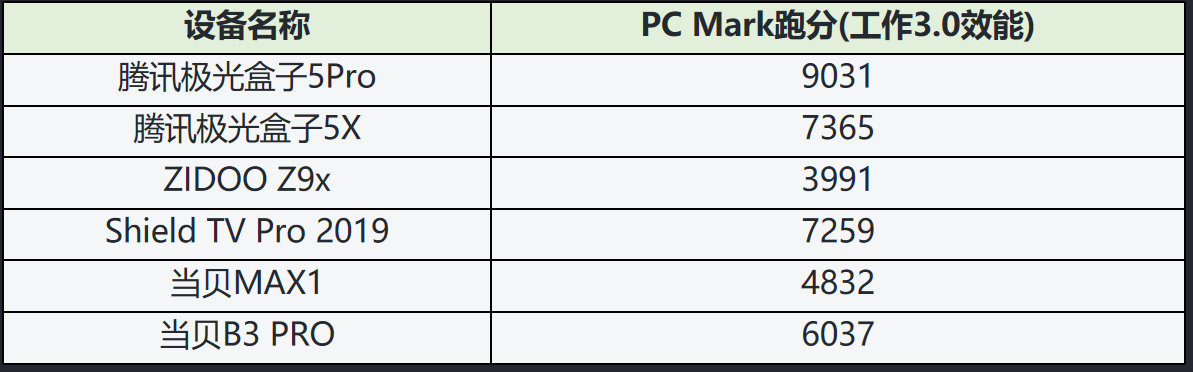 设备名称 PC Mark跑分(工作3.0效能)
腾讯极光盒子5Pro 9031
腾讯极光盒子5X 7365
ZIDOO Z9x 3991
Shield TV Pro 2019 7259
当贝MAX1 4832
当贝B3 PRO 6037